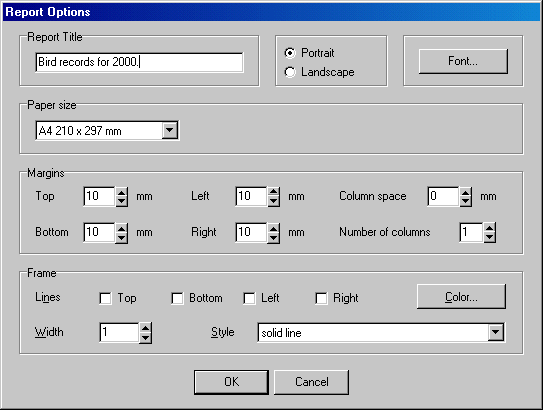 Report Options
Report Title
Bird records for 2000.
Portrait
Landscape
Font...
Paper size
A4 210 x 297 mm
Margins
Top 10 mm Left 10 mm Column space 0 mm
Bottom 10 mm Right 10 mm Number of columns 1
Frame
Lines Top Bottom Left Right Color...
Width 1 Style solid line
OK Cancel